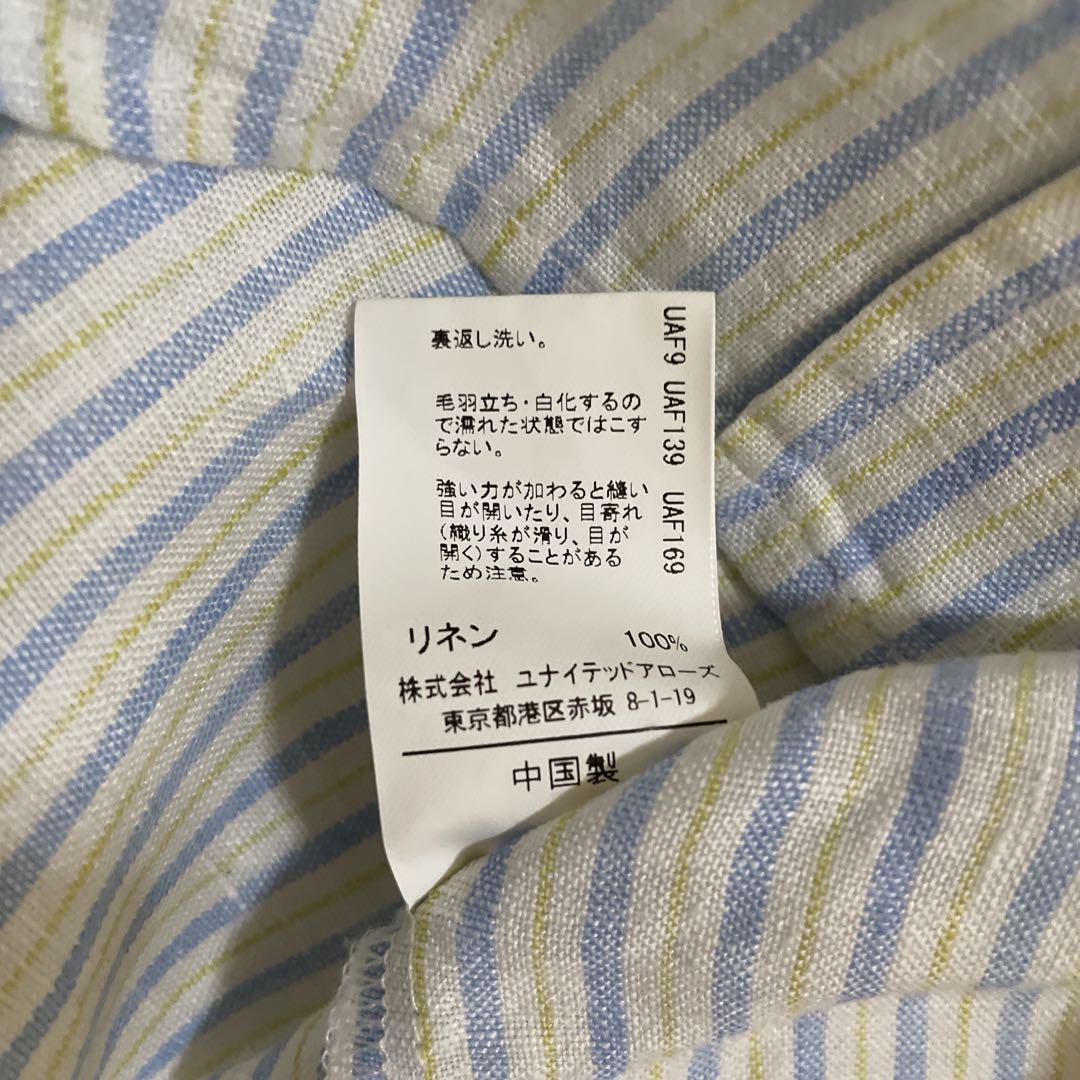 裏返し洗い。
毛羽立ち・白化するの
で濡れた状態ではこす
らない。
強い力が加わると縫い
目が開いたり、目寄れ
(織り糸が滑り、目が
開く)することがある
ため注意。
UAF9 UAF139 UAF169
リネン 100%
株式会社 ユナイテッドアローズ
東京都港区赤坂 8-1-19
中国製